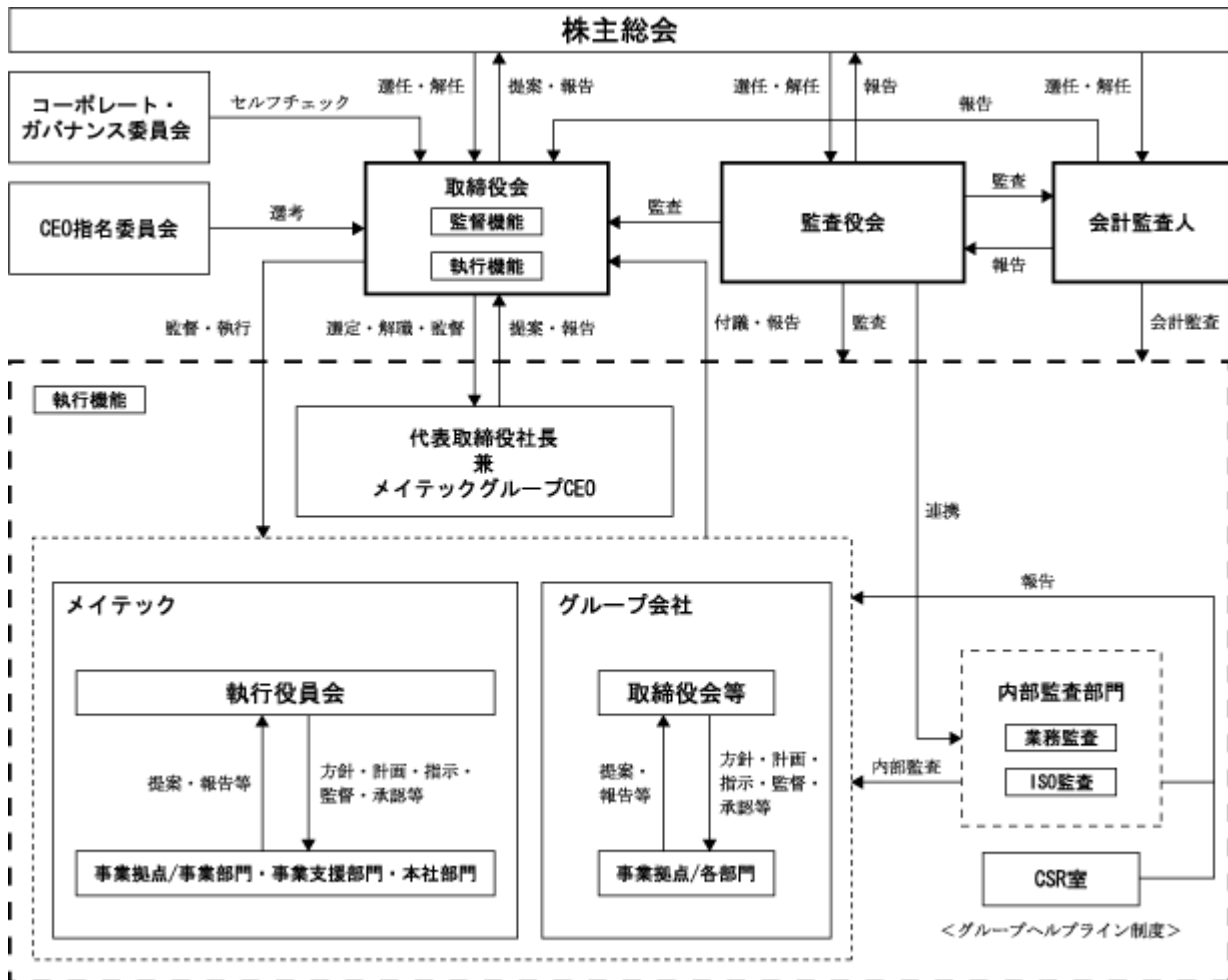 株主総会
選任・解任
提案・報告
選任・解任
報告
選任・解任
コーポレート・
ガバナンス委員会
セルフチェック
報告
CEO指名委員会
選考
取締役会
監督機能
執行機能
監査
監査役会
監査
報告
会計監査人
監督・執行
選定・解職・監督
提案・報告
付議・報告
監査
会計監査
執行機能
代表取締役社長
兼
メイテックグループCEO
連携
メイテック
執行役員会
提案・報告等
方針・計画・指示・
監督・承認等
事業拠点/事業部門・事業支援部門・本社部門
グループ会社
取締役会等
提案・
報告等
方針・計画・
指示・監督・
承認等
事業拠点/各部門
報告
内部監査部門
業務監査
ISO監査
内部監査
CSR室
＜グループヘルプライン制度＞